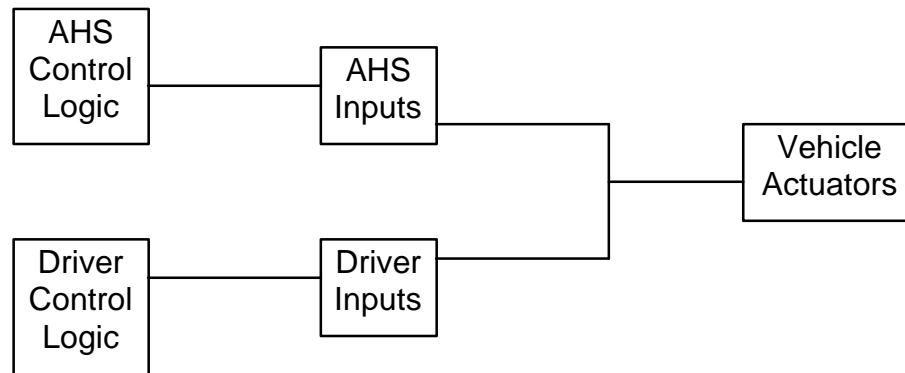 AHS
Control
Logic
AHS
Inputs
Vehicle
Actuators
Driver
Control
Logic
Driver
Inputs